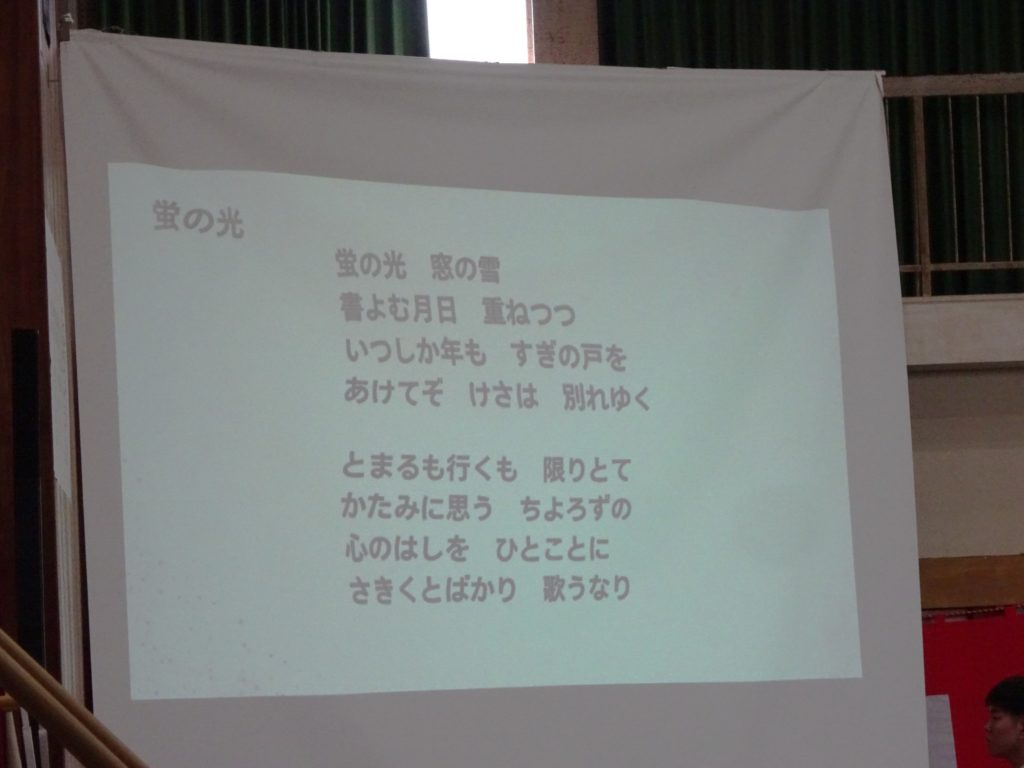 蛍の光
蛍の光　窓の雪
書よむ月日　重ねつつ
いつしか年も　すぎの戸を
あけてぞ　けさは　別れゆく
とまるも行くも　限りとて
かたみに思う　ちよろずの
心のはしを　ひとことに
さきくとばかり　歌うなり